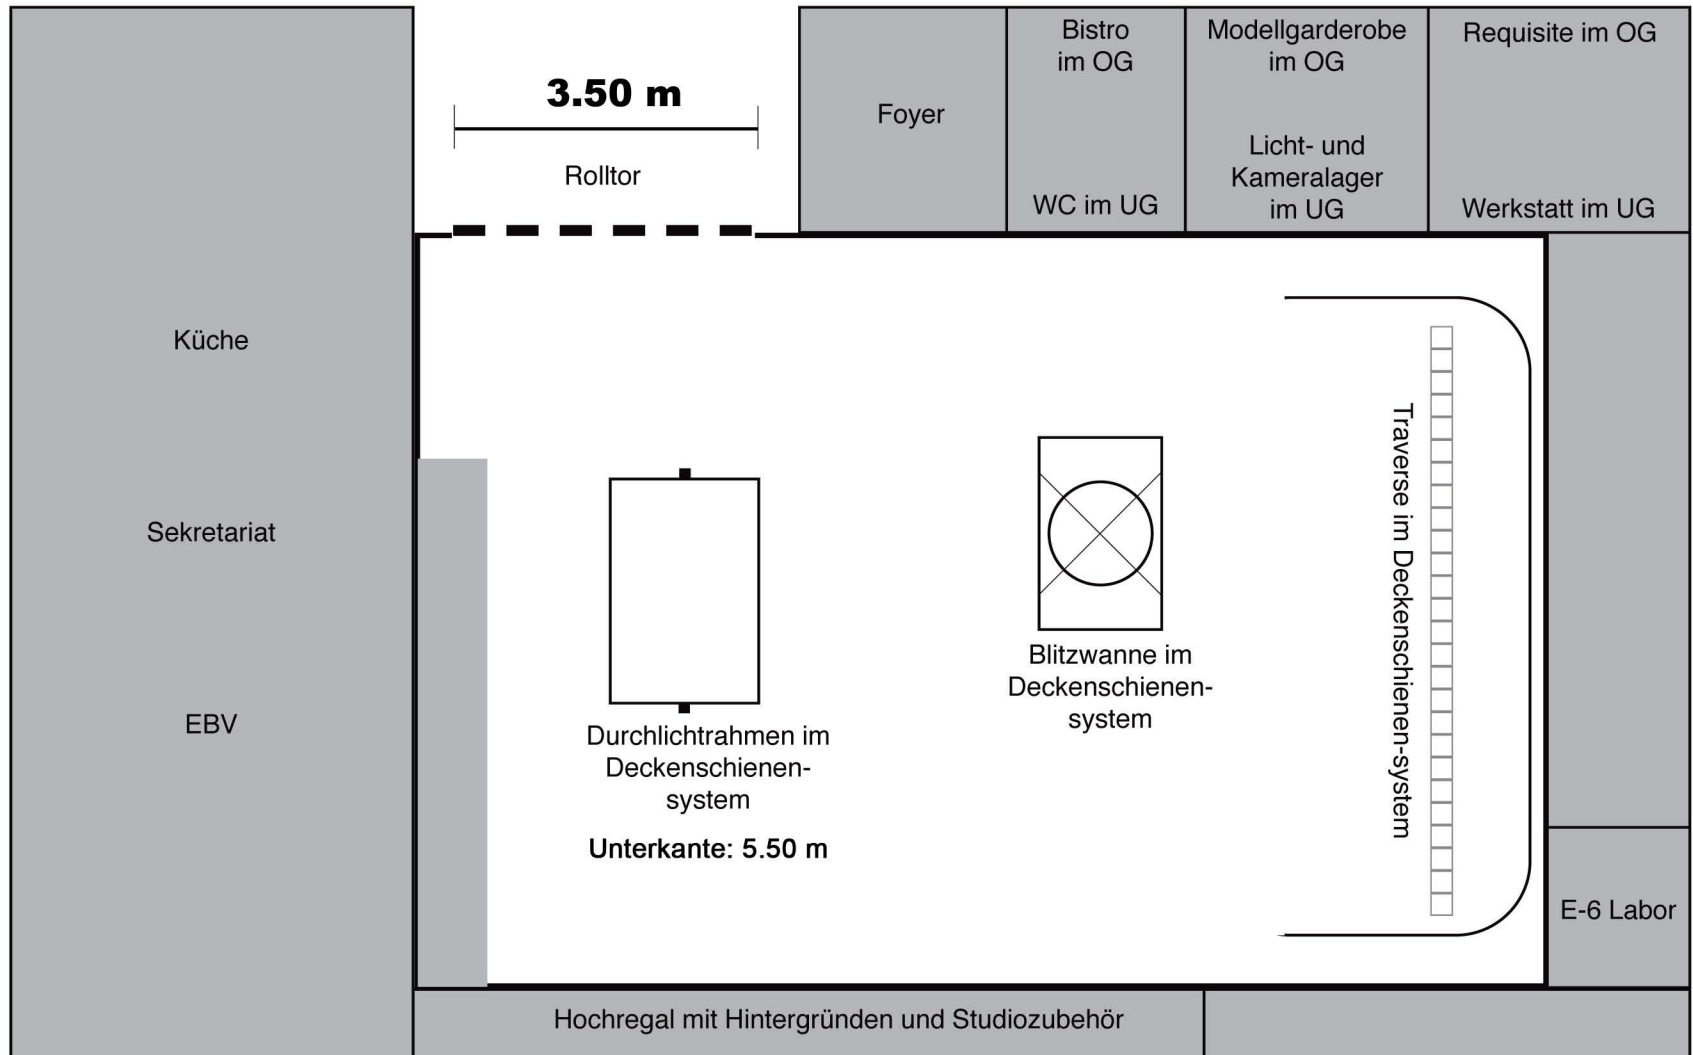 3.50 m
Rolltor
Foyer
Bistro
im OG
WC im UG
Modellgarderobe
im OG
Licht- und
Kameralager
im UG
Requisite im OG
Werkstatt im UG
Küche
Sekretariat
EBV
Durchlichtrahmen im
Deckenschienen-
system
Unterkante: 5.50 m
Blitzwanne im
Deckenschienen-
system
Traverse im Deckenschienen-system
E-6 Labor
Hochregal mit Hintergründen und Studiozubehör